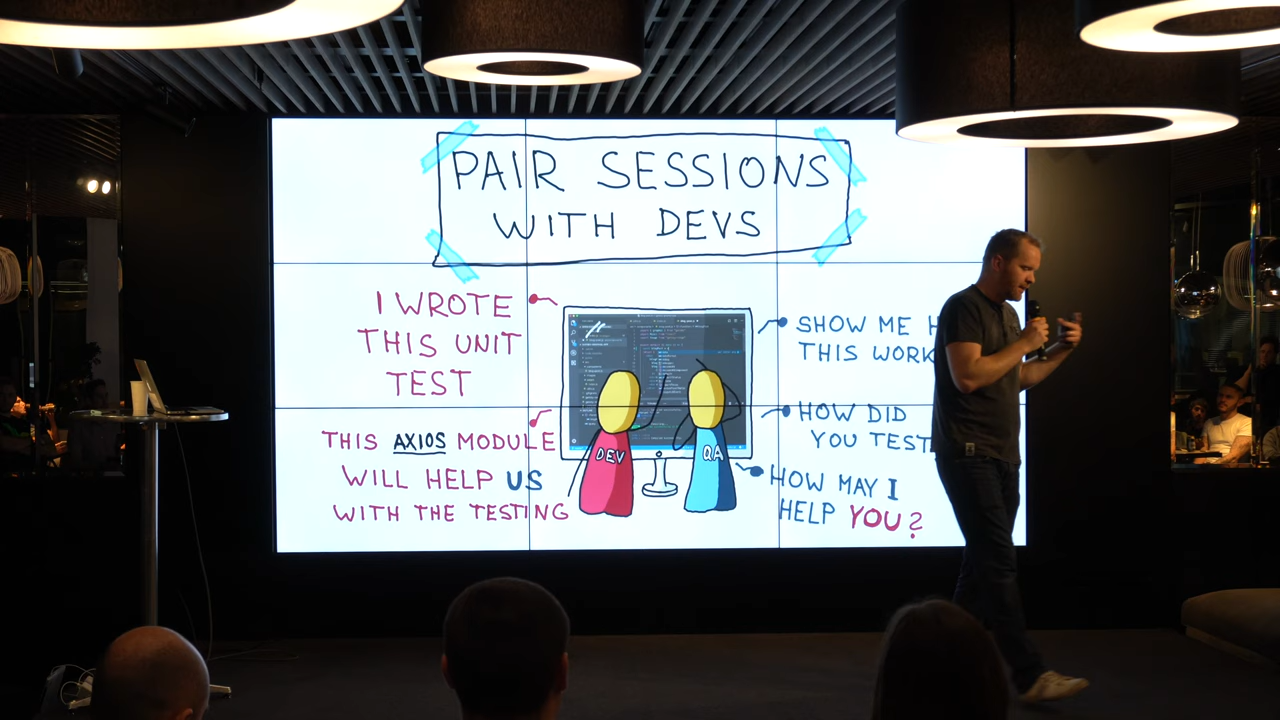 PAIR SESSIONS
WITH DEVS
I WROTE
THIS UNIT
TEST
THIS AXIOS MODULE
WILL HELP US
WITH THE TESTING
DEV
QA
SHOW ME
THIS WORK
HOW DID
YOU TEST
HOW MAY I
HELP YOU?